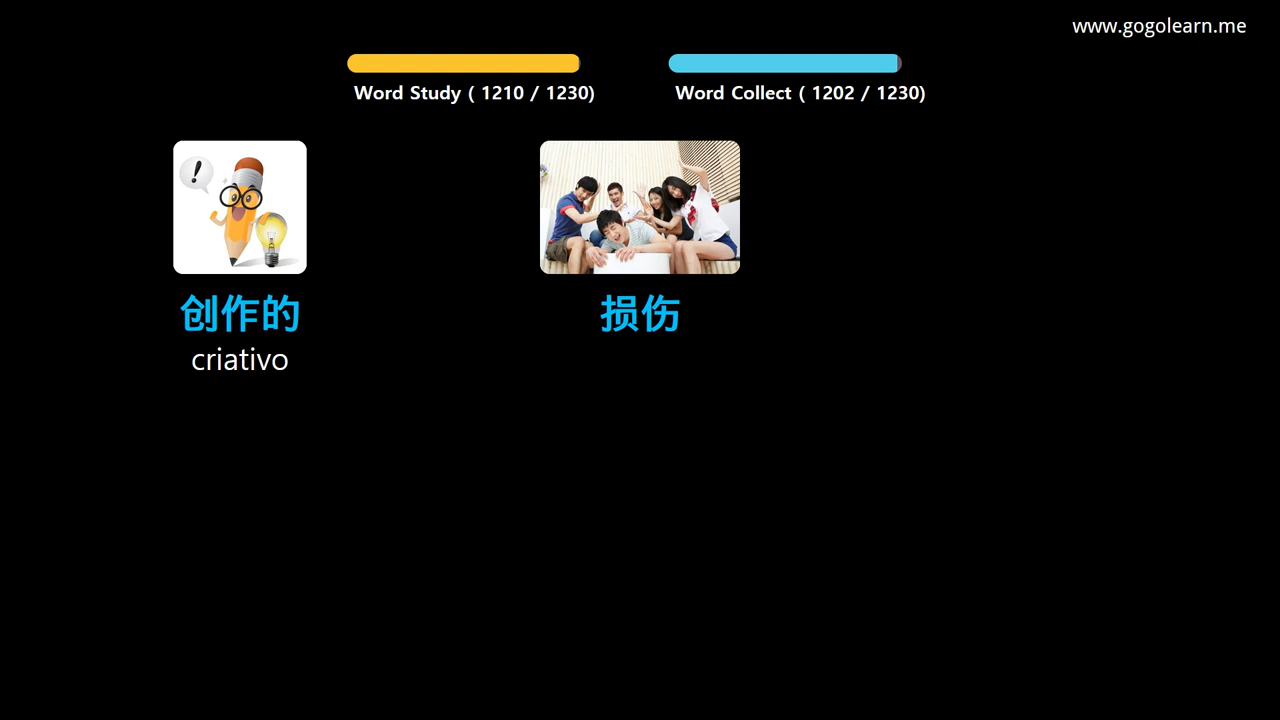 www.gogolearn.me
Word Study ( 1210 / 1230)
Word Collect ( 1202 / 1230)
!
创作的
损伤
criativo